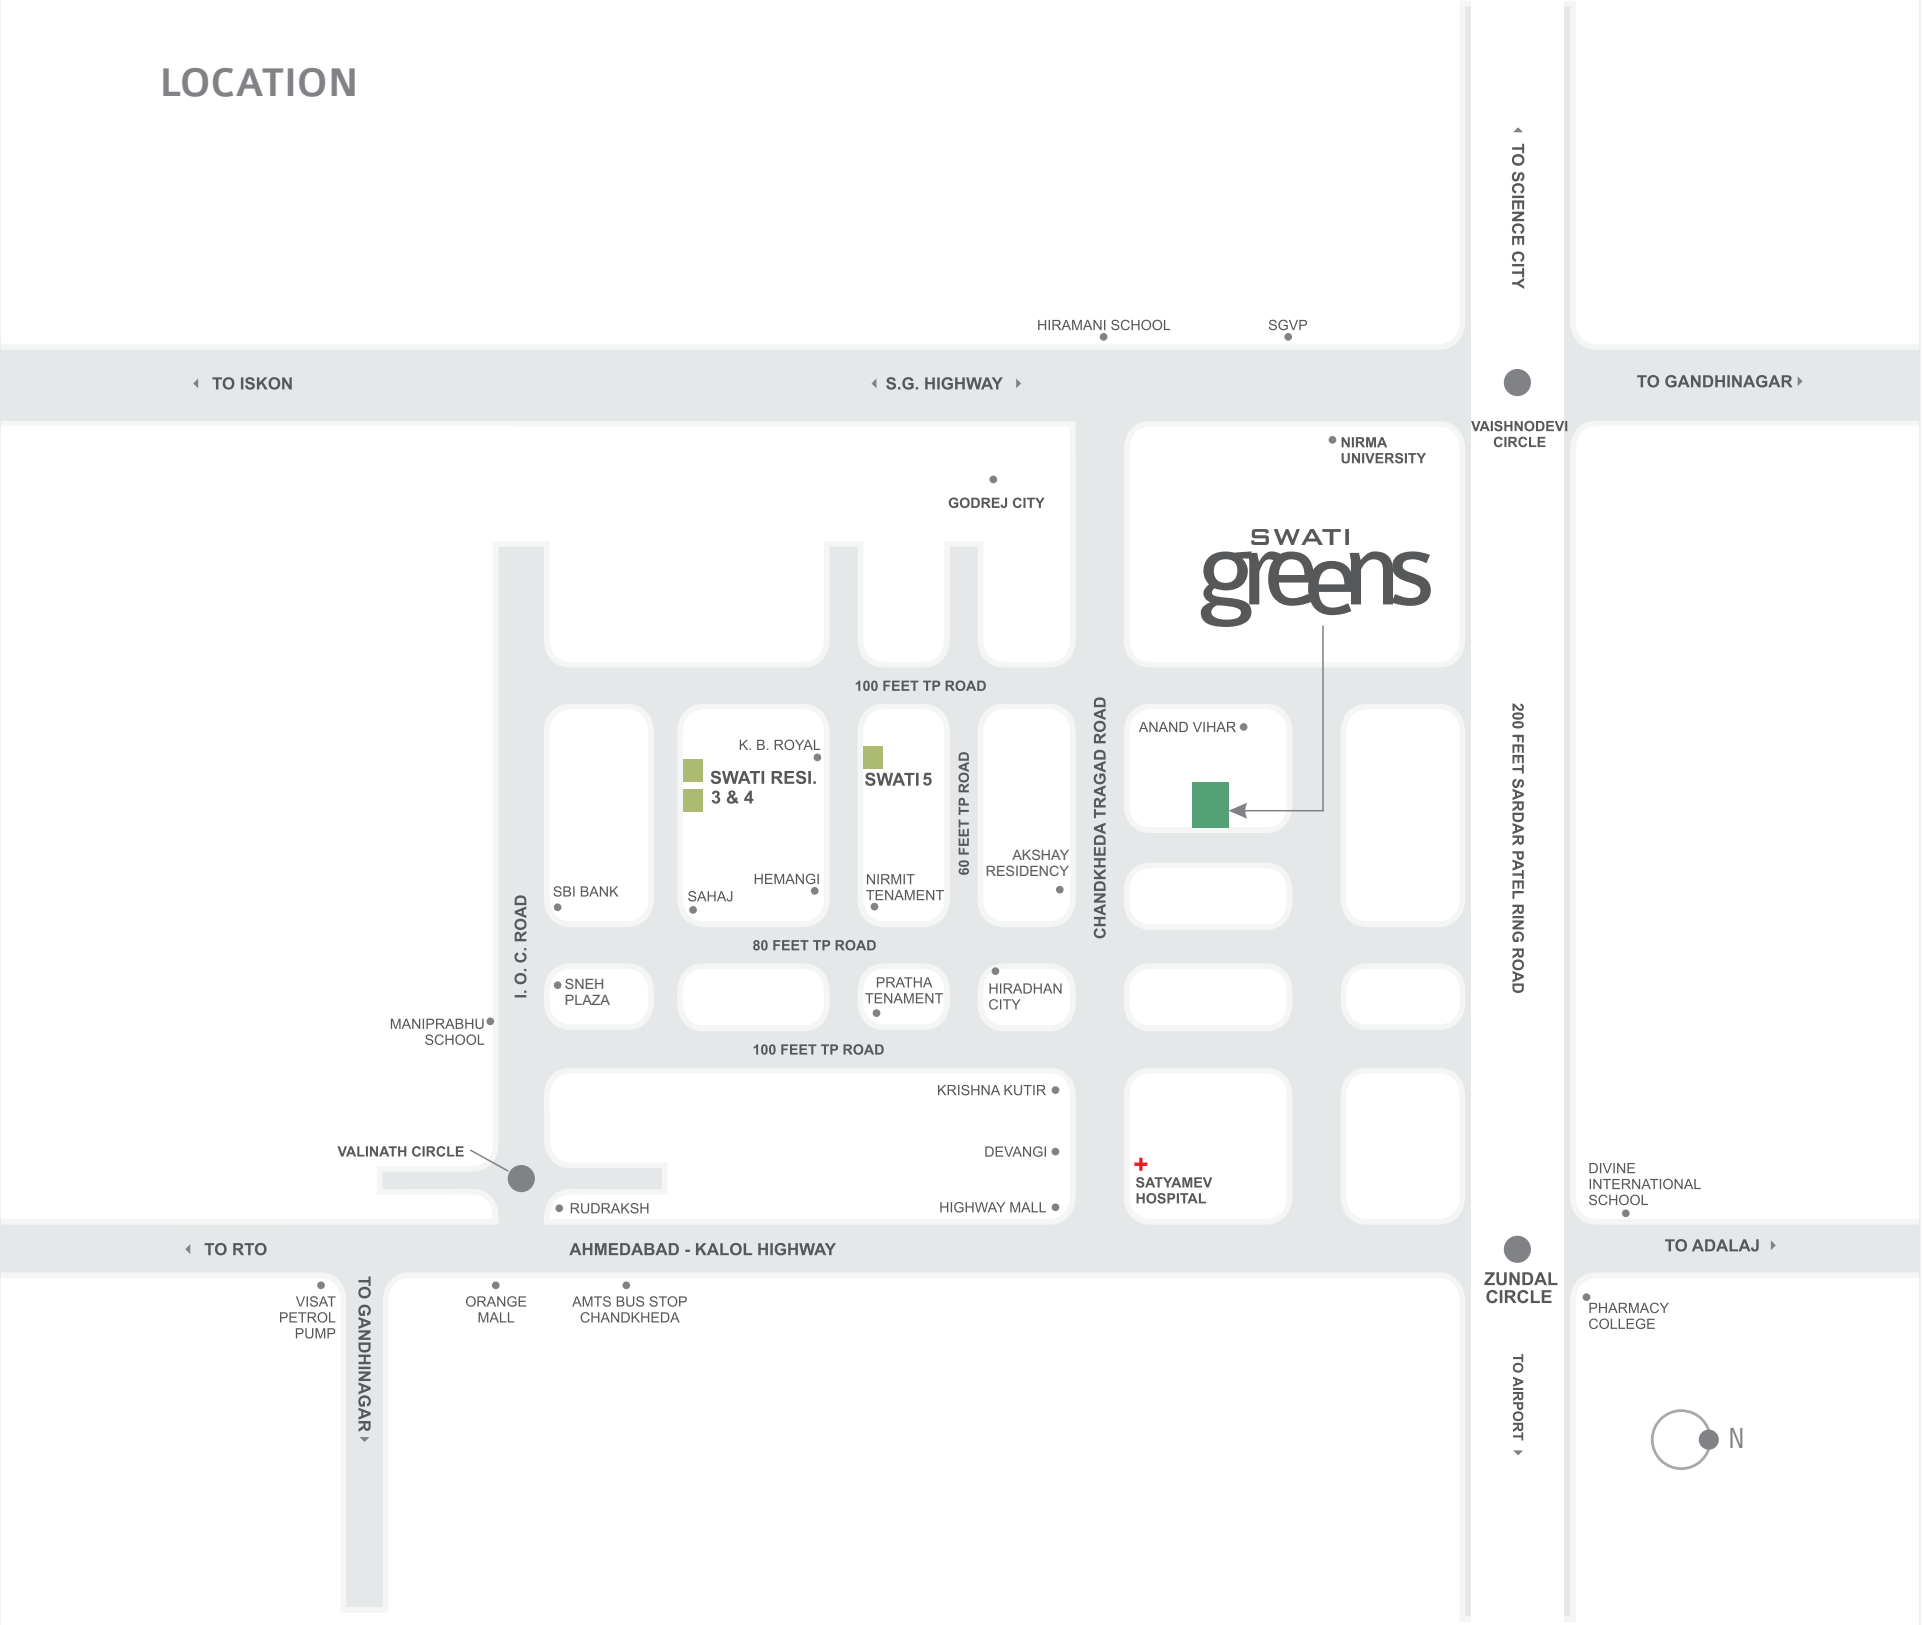 LOCATION
TO SCIENCE CITY
HIRAMANI SCHOOL
SGVP
TO ISKON
S.G. HIGHWAY
TO GANDHINAGAR
VAISHNODEVI
CIRCLE
NIRMA
UNIVERSITY
GODREJ CITY
SWATI
greens
100 FEET TP ROAD
CHANDKHEDA TRAGAD ROAD
200 FEET SARDAR PATEL RING ROAD
ANAND VIHAR
K. B. ROYAL
SWATI RESI.
3 & 4
SWATI 5
60 FEET TP ROAD
AKSHAY
RESIDENCY
HEMANGI
NIRMIT
TENAMENT
SBI BANK
SAHAJ
I. O. C. ROAD
80 FEET TP ROAD
SNEH
PLAZA
PRATHA
TENAMENT
HIRADHAN
CITY
MANIPRABHU
SCHOOL
100 FEET TP ROAD
KRISHNA KUTIR
VALINATH CIRCLE
DEVANGI
SATYAMEV
HOSPITAL
DIVINE
INTERNATIONAL
SCHOOL
RUDRAKSH
HIGHWAY MALL
TO RTO
AHMEDABAD - KALOL HIGHWAY
TO ADALAJ
ZUNDAL
CIRCLE
VISAT
PETROL
PUMP
TO GANDHINAGAR
ORANGE
MALL
AMTS BUS STOP
CHANDKHEDA
PHARMACY
COLLEGE
TO AIRPORT
N